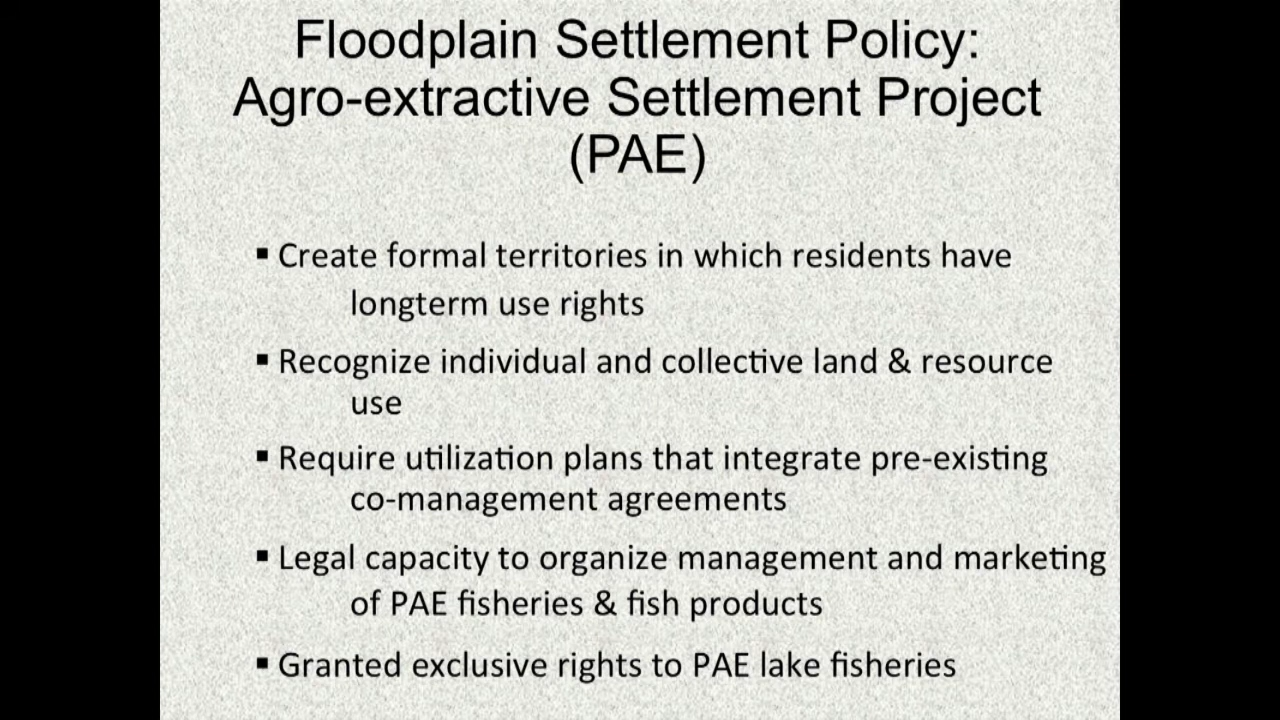 Floodplain Settlement Policy:
Agro-extractive Settlement Project
(PAE)
▪ Create formal territories in which residents have
longterm use rights
▪ Recognize individual and collective land & resource
use
▪ Require utilization plans that integrate pre-existing
co-management agreements
▪ Legal capacity to organize management and marketing
of PAE fisheries & fish products
▪ Granted exclusive rights to PAE lake fisheries